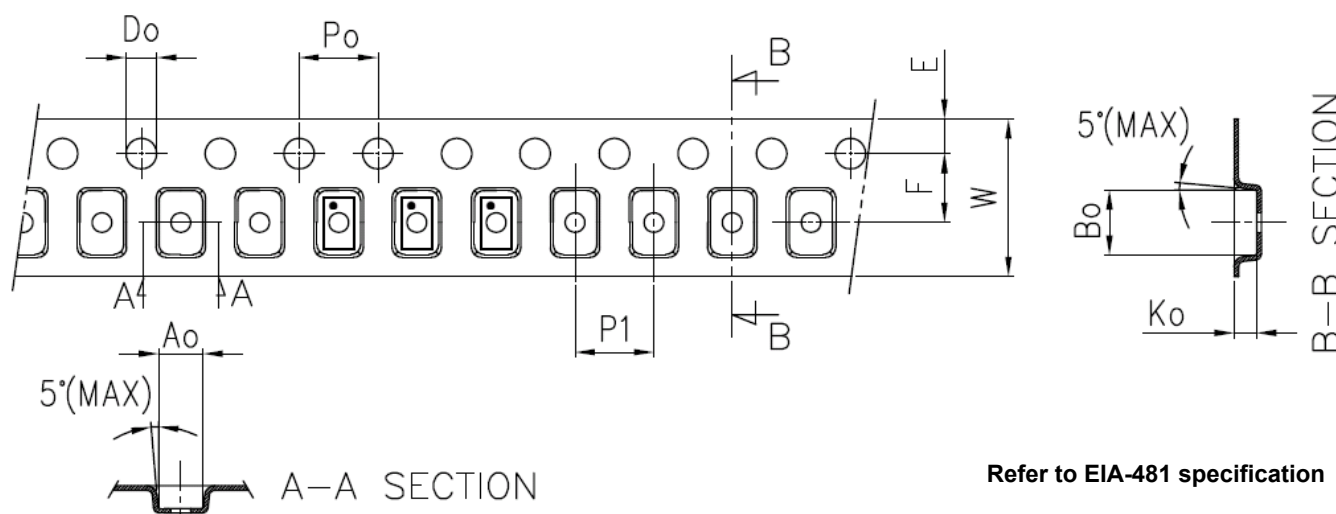 Do
Po
B
E
5°(MAX)
F
W
Bo
B-B SECTION
A
A
Ko
P1
B
Ao
5°(MAX)
A-A SECTION
Refer to EIA-481 specification